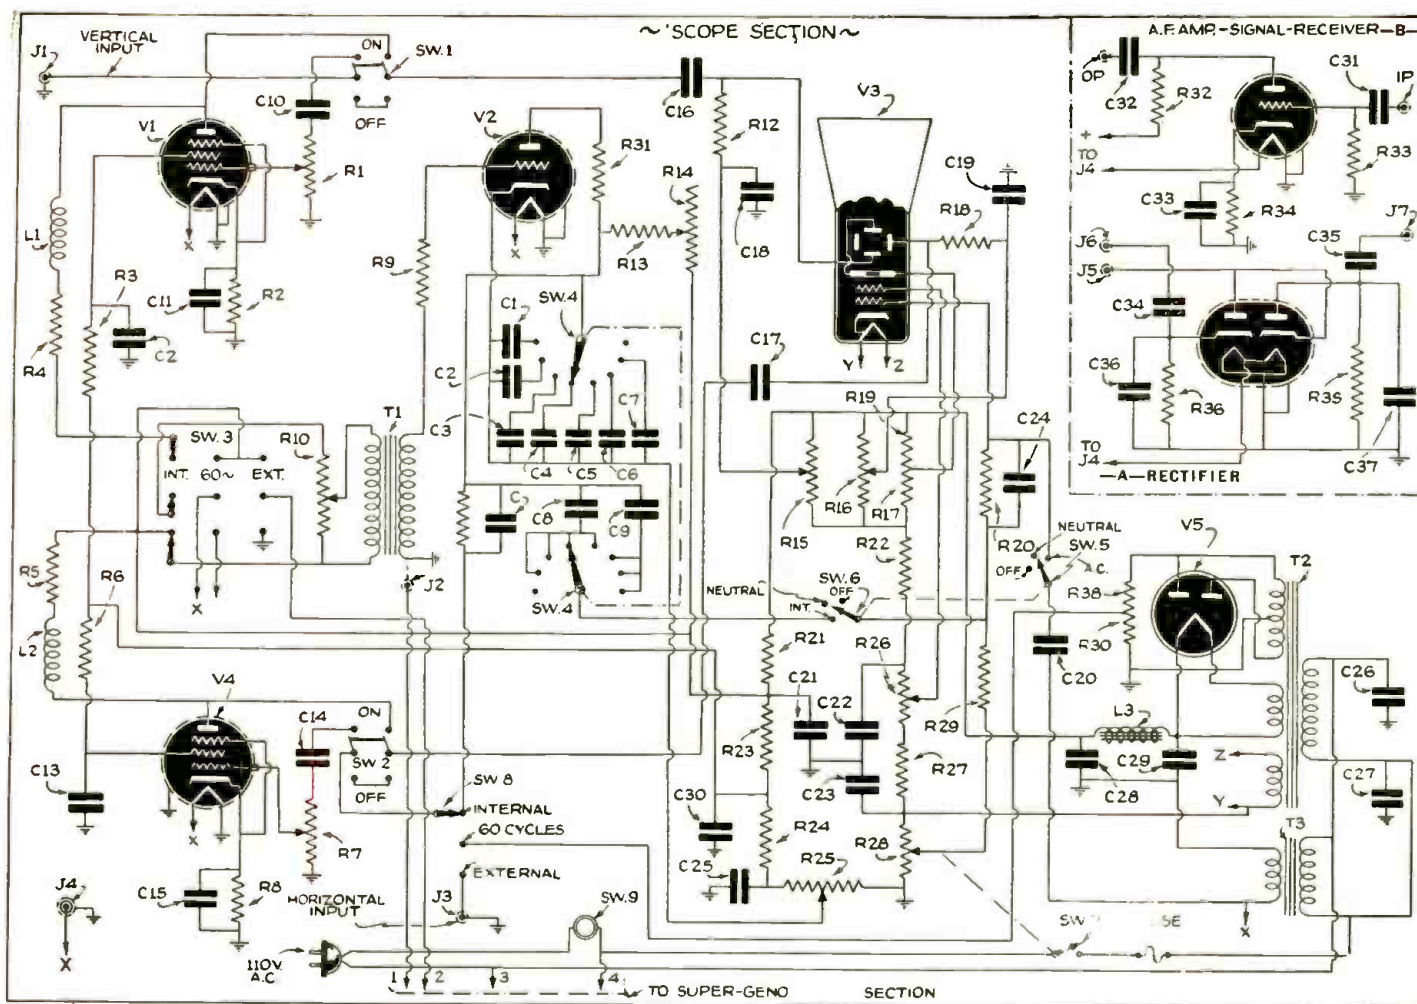 ~'SCOPE SECTION~
A.F. AMP.-SIGNAL-RECEIVER-B-
VERTICAL
INPUT
J1
ON
SW.1
OFF
C10
R1
V1
C11
R2
L1
R3
C2
R4
V2
R31
R9
R13
R14
C16
R12
C18
V3
C19
R18
C17
Y
Z
OP
C32
R32
C31
IP
+
TO
J4
R33
C33
R34
J6
J5
J7
C35
C34
C36
R36
R35
C37
TO
J4
-A-RECTIFIER
C1
SW.4
C2
C3
C4
C5
C6
C7
C
C8
C9
SW.4
SW.3
INT.
60~
EXT.
R10
T1
J2
X
R5
L2
R6
R19
R16
R15
R17
C24
R20
R22
NEUTRAL
SW.5
OFF
C.
NEUTRAL
SW.6
OFF
INT.
R21
R26
C21
C22
R23
R29
R27
C23
C30
R24
R28
C25
R25
C20
R38
R30
V5
T2
L3
C29
C28
Z
Y
T3
C26
C27
X
V4
C13
C14
ON
SW.2
OFF
R7
C15
R8
X
SW.8
INTERNAL
60 CYCLES
EXTERNAL
J3
HORIZONTAL
INPUT
J4
X
SW.9
110V.
A.C.
1
2
3
4
TO SUPER-GENO SECTION
SW.
SE